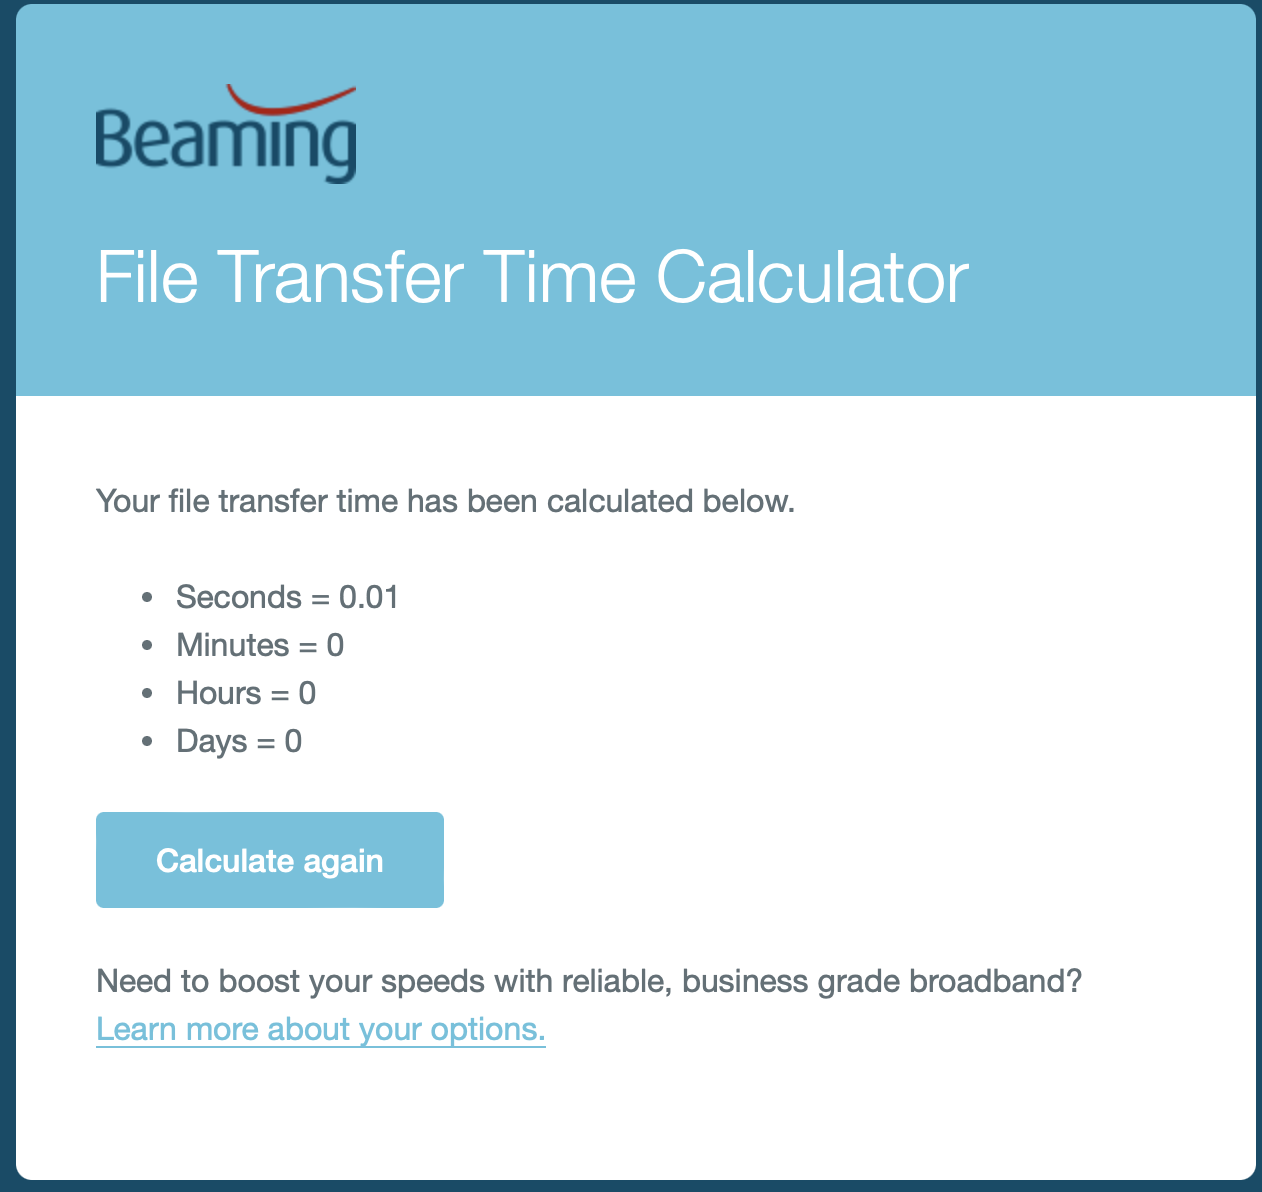 Beaming
File Transfer Time Calculator
Your file transfer time has been calculated below.
• Seconds = 0.01
• Minutes = 0
• Hours = 0
• Days = 0
Calculate again
Need to boost your speeds with reliable, business grade broadband?
Learn more about your options.